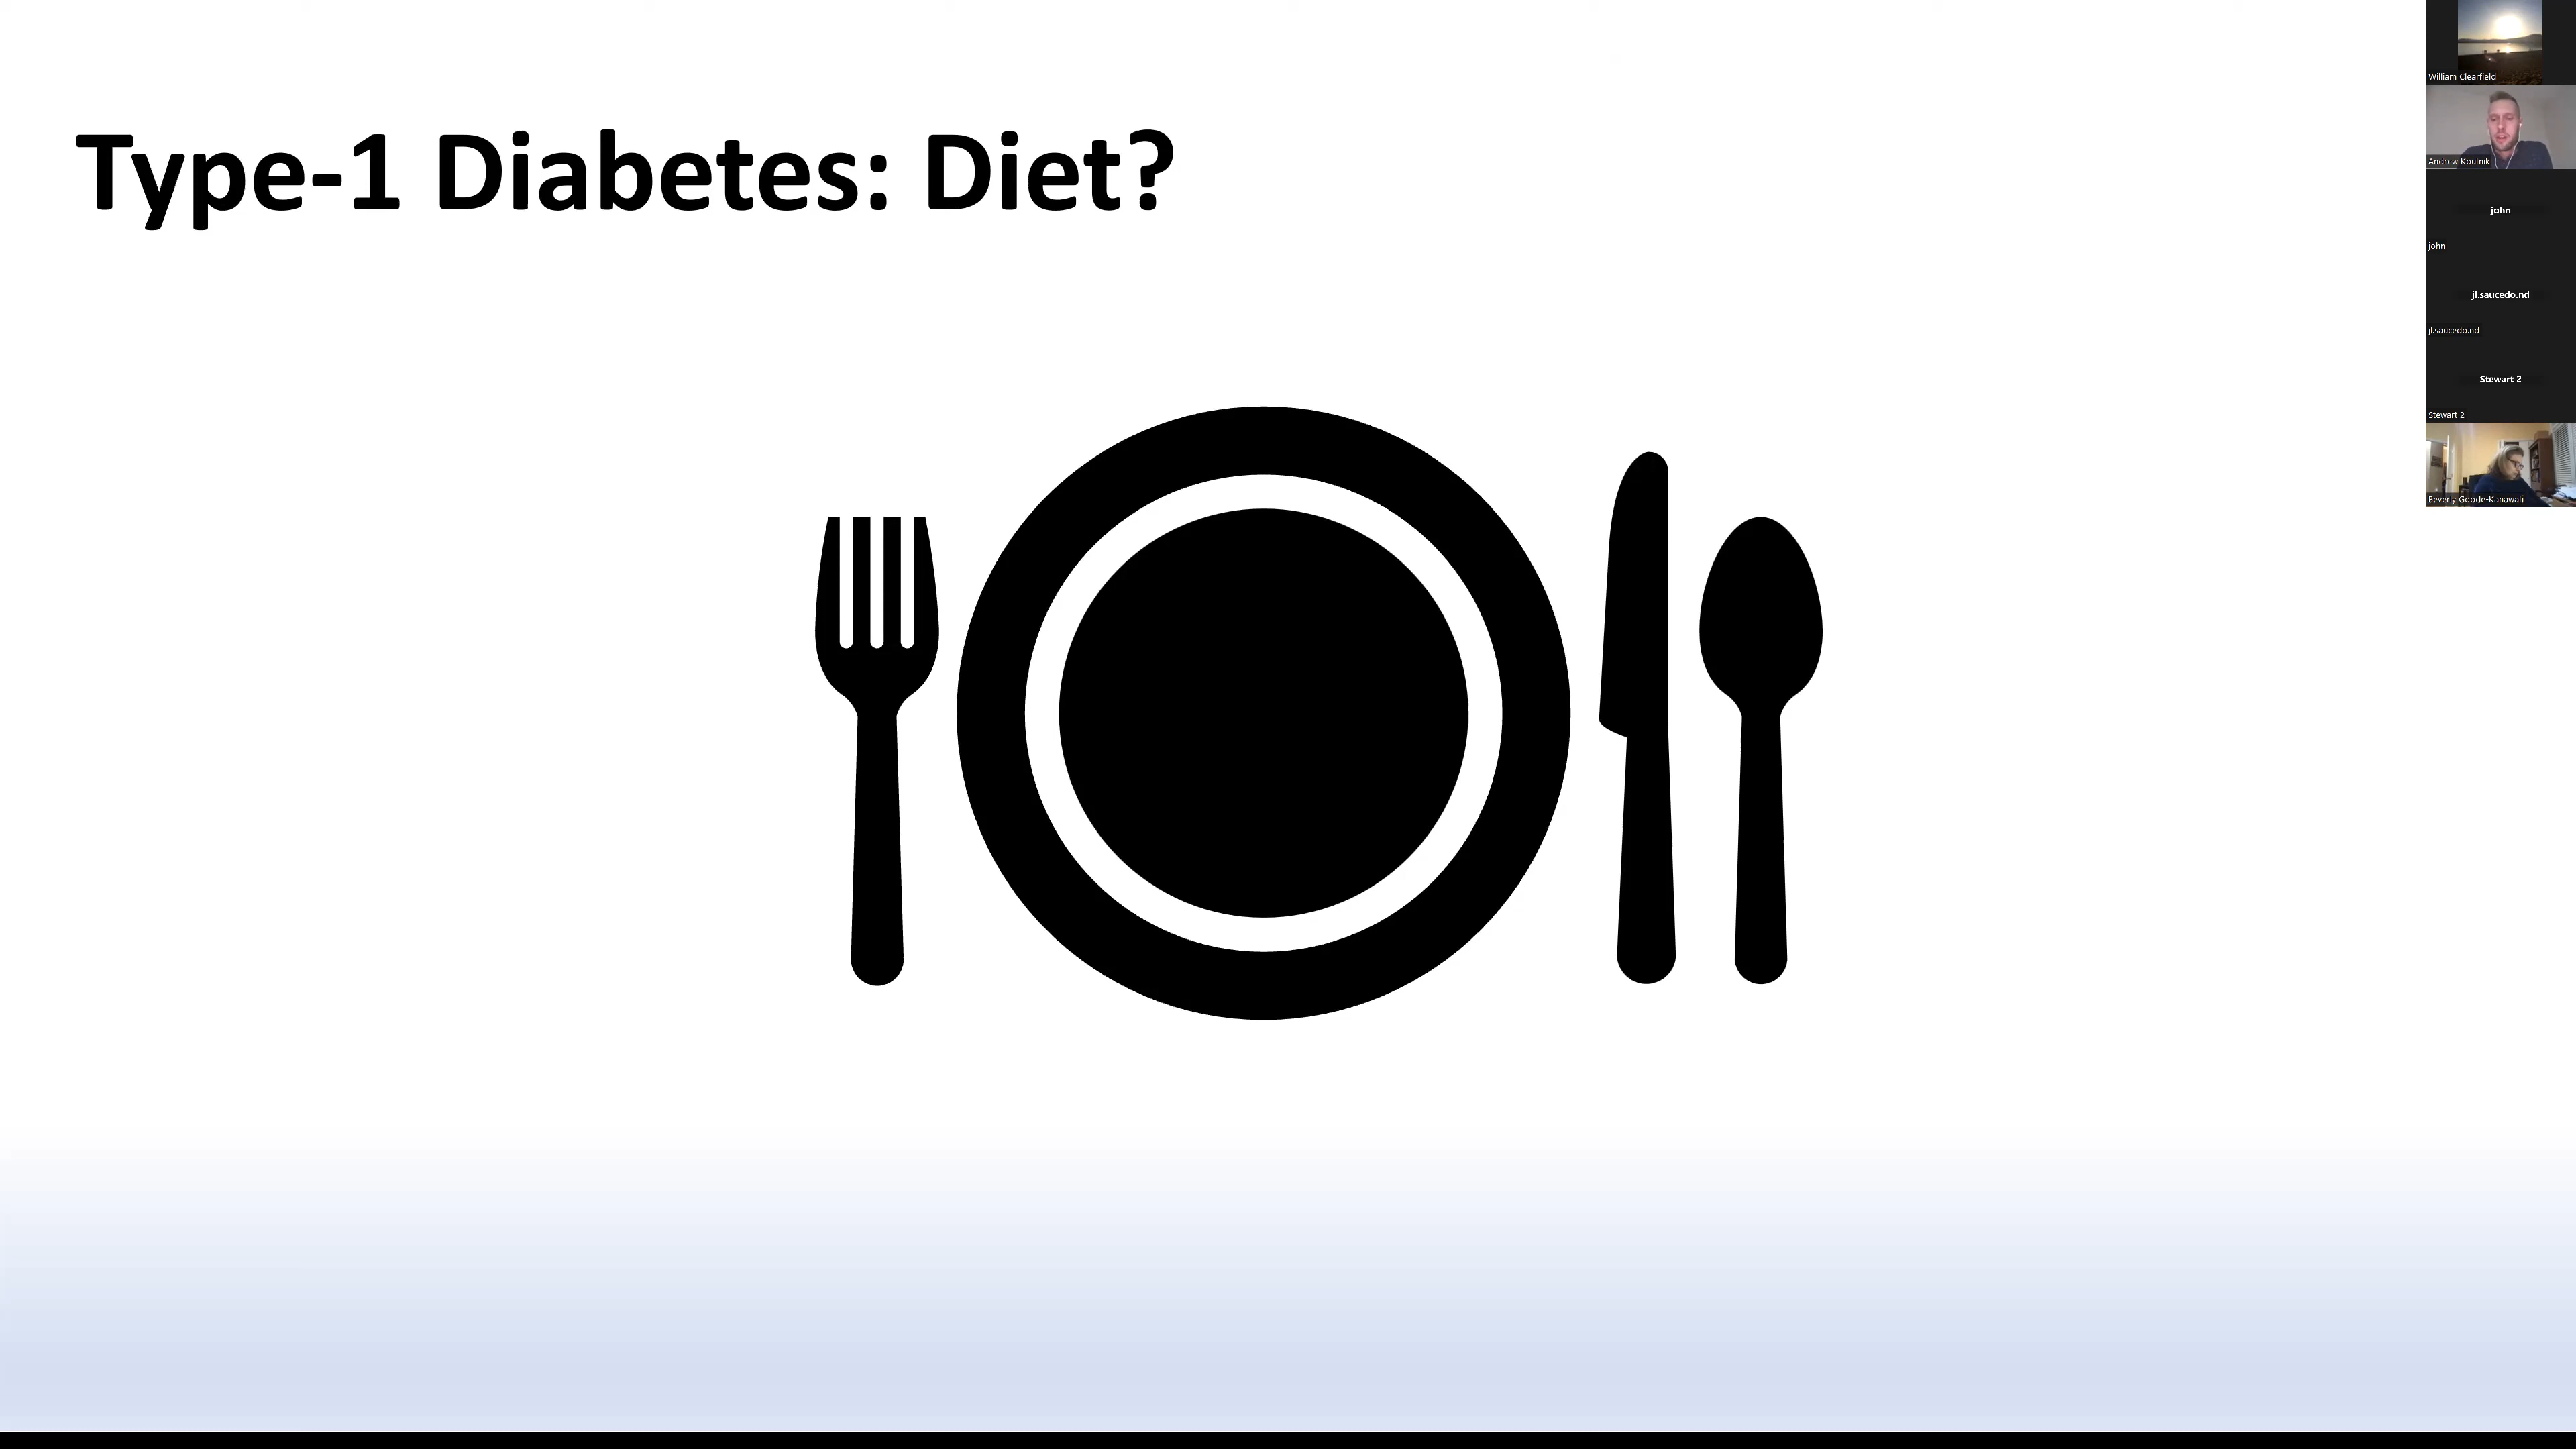 Type-1 Diabetes: Diet?
William Clearfield
Andrew Koutnik
john
john
jl.saucedo.nd
jl.saucedo.nd
Stewart 2
Stewart 2
Beverly Goode-Kanawati